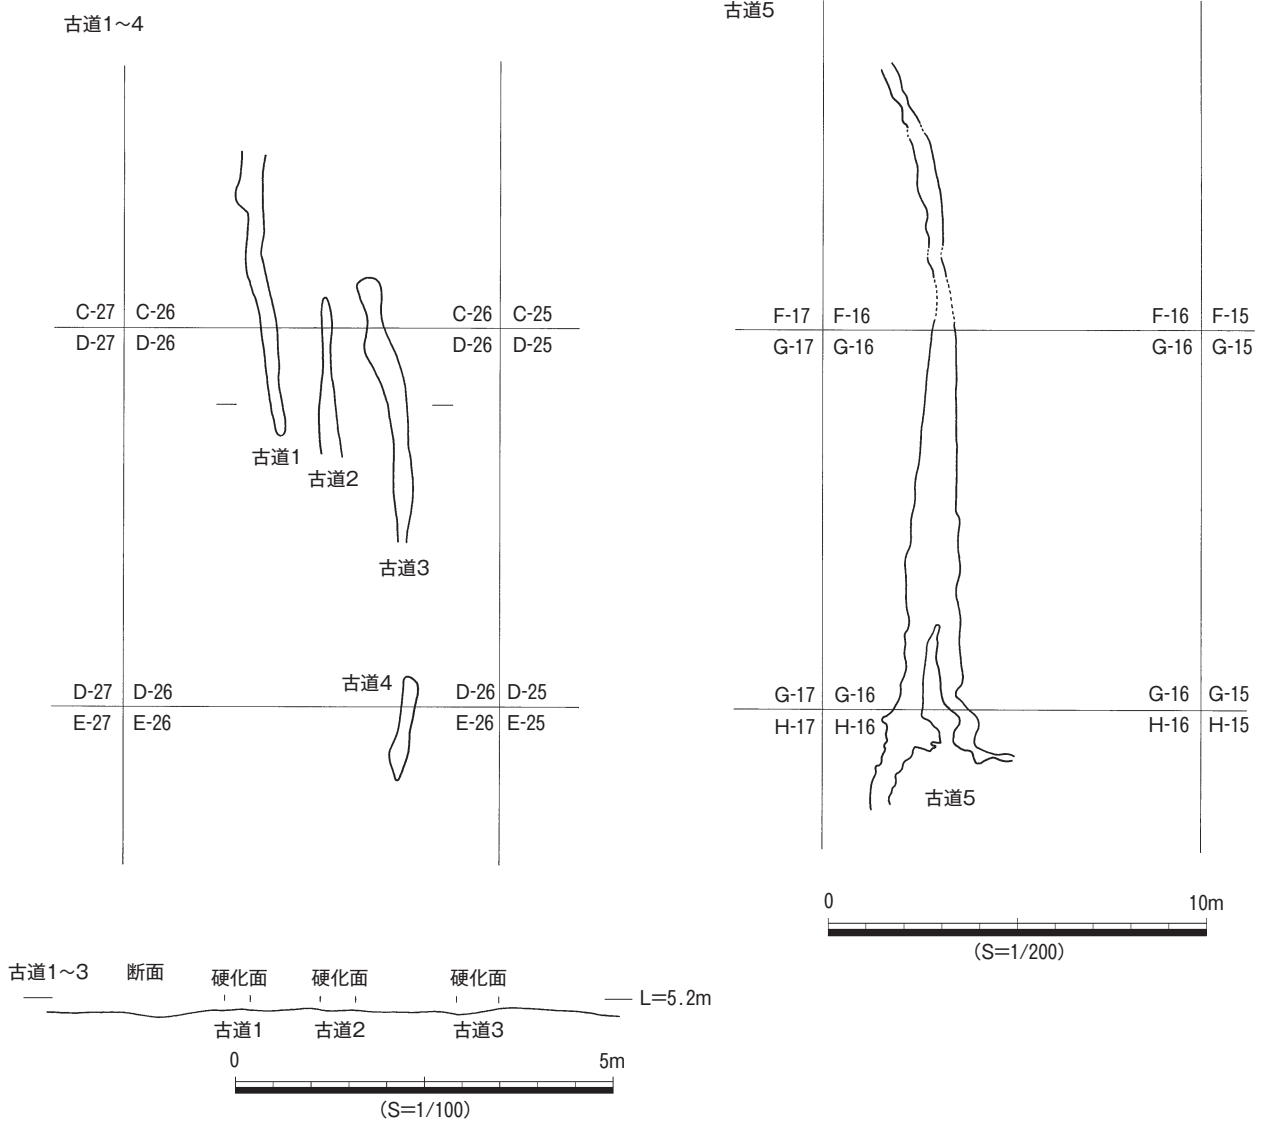 古道1～4
C-27 C-26 C-26 C-25
D-27 D-26 D-26 D-25
古道1
古道2
古道3
古道4
D-27 D-26 D-26 D-25
E-27 E-26 E-26 E-25
古道5
F-17 F-16 F-16 F-15
G-17 G-16 G-16 G-15
G-17 G-16 G-16 G-15
H-17 H-16 H-16 H-15
古道5
0 10m
(S=1/200)
古道1～3 断面 硬化面 硬化面 硬化面
L=5.2m
古道1 古道2 古道3
0 5m
(S=1/100)